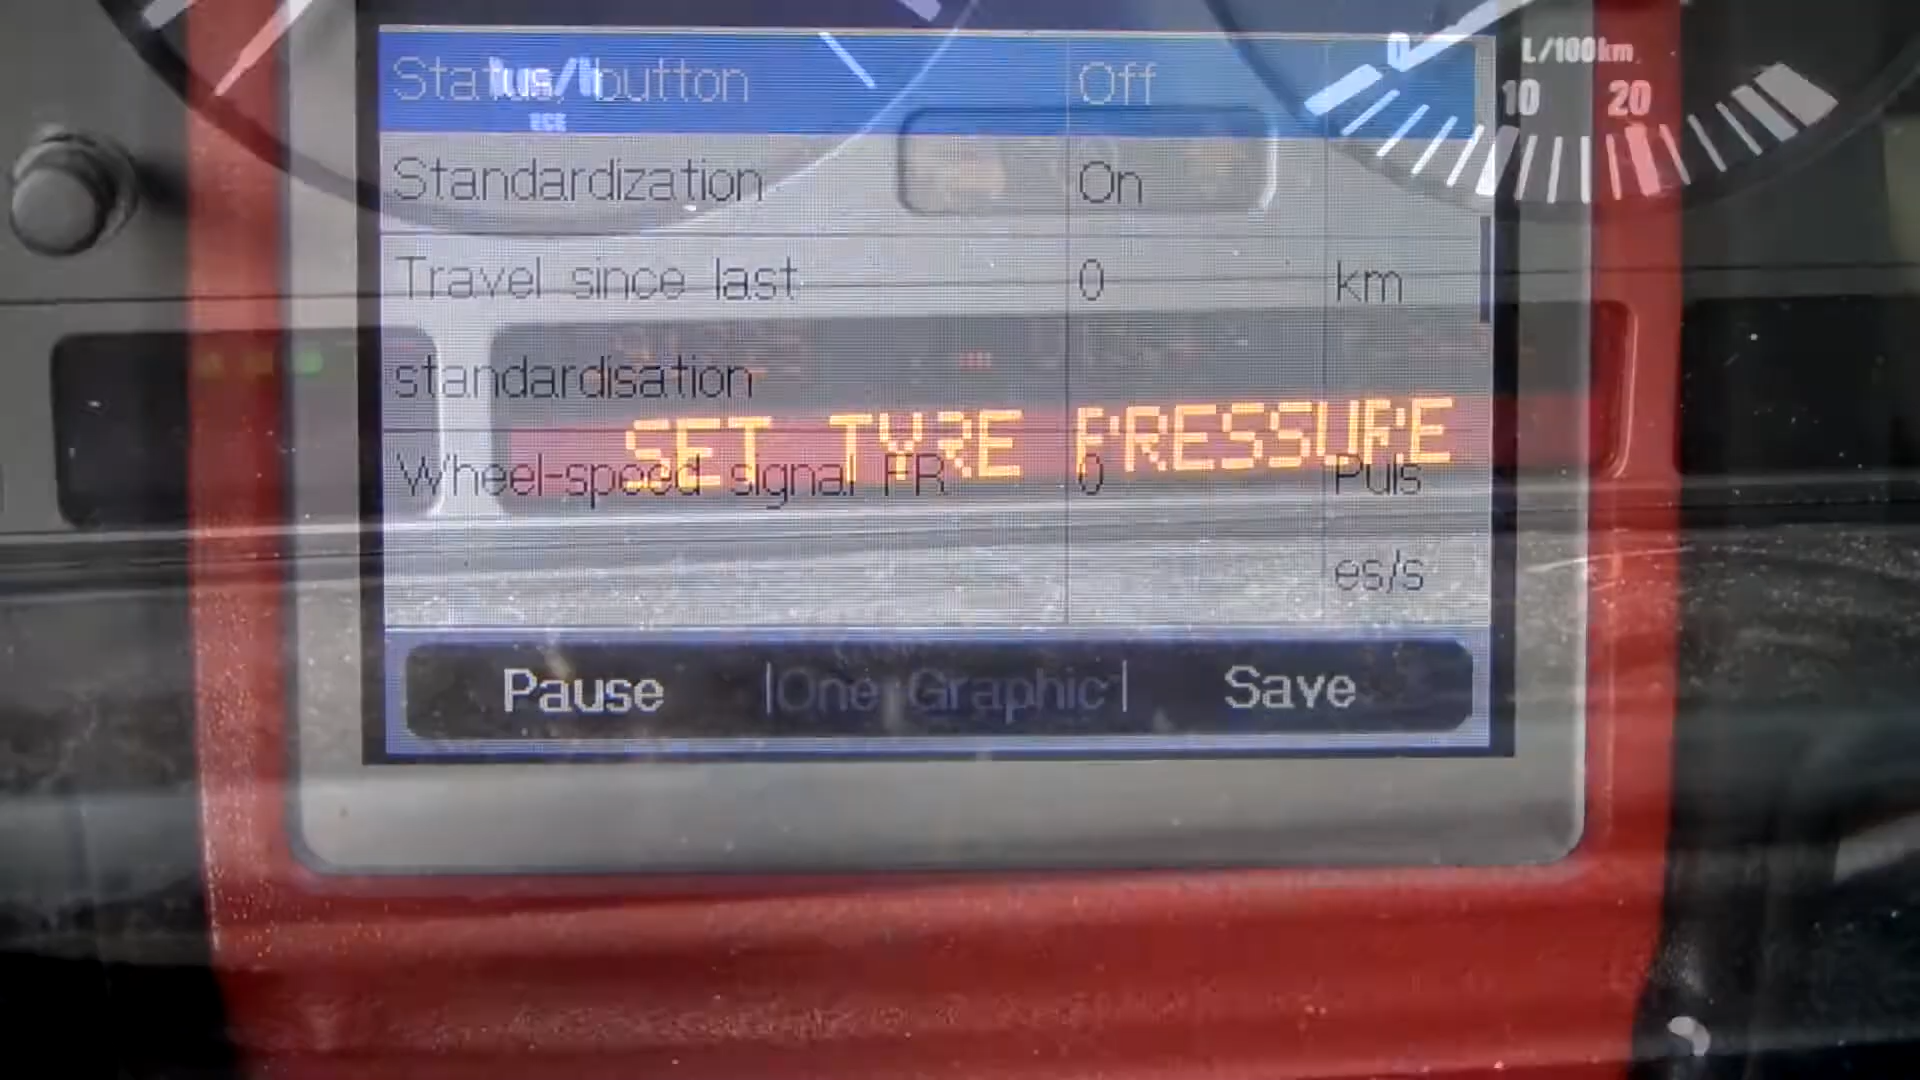 Status/button Off
Standardization On
Travel since last 0 km
standardisation
SET TYRE PRESSURE
Wheel-speed signal FR 0 Puls
es/s
Pause One Graphic Save
0 L/100km
10 20